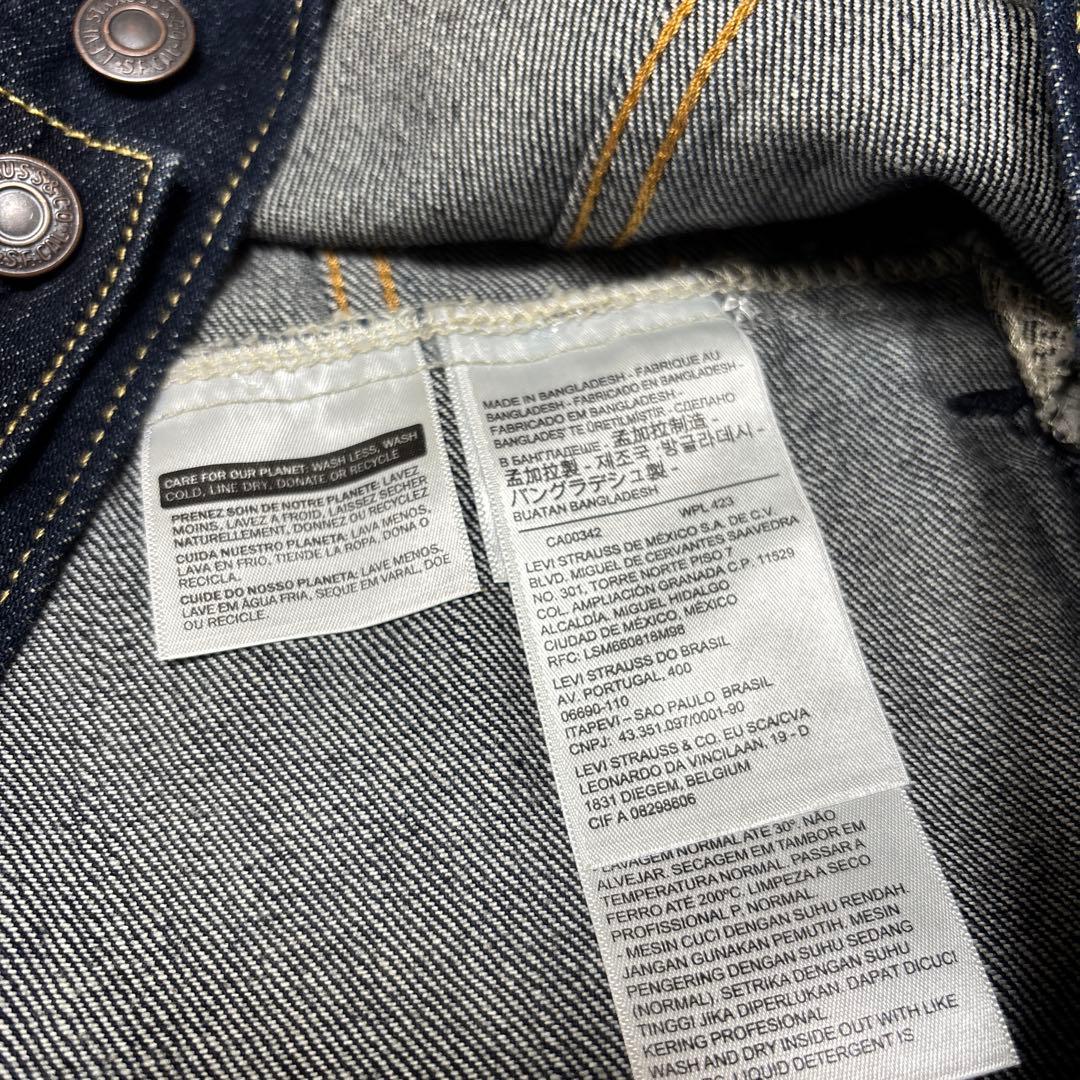 LEVI STRAUSS & CO
S.F. CAL
RAUSS&CO.
S.F.CAL
CARE FOR OUR PLANET: WASH LESS, WASH
COLD, LINE DRY, DONATE OR RECYCLE
PRENEZ SOIN DE NOTRE PLANETE: LAVEZ
MOINS, LAVEZ A FROID, LAISSEZ SECHER
NATURELLEMENT, DONNEZ OU RECYCLEZ
CUIDA NUESTRO PLANETA: LAVA MENOS,
LAVA EN FRIO, TIENDE LA ROPA, DONA O
RECICLA.
CUIDE DO NOSSO PLANETA: LAVE MENOS,
LAVE EM ÁGUA FRIA, SEQUE EM VARAL, DOE
OU RECICLE.
MADE IN BANGLADESH - FABRIQUE AU
BANGLADESH - FABRICADO EN BANGLADESH -
FABRICADO EM BANGLADESH -
BANGLADEŞ TE ÜRETİLMİSTİR - СДЕЛАНО
В БАНГЛАДЕШЕ - 孟加拉制造 -
孟加拉製 - 제조국 - 방글라데시 -
バングラデシュ製 -
BUATAN BANGLADESH
CA00342 WPL 423
LEVI STRAUSS DE MÉXICO S.A. DE C.V.
BLVD. MIGUEL DE CERVANTES SAAVEDRA
NO. 301, TORRE NORTE PISO 7
COL. AMPLIACIÓN GRANADA C.P. 11529
ALCALDÍA. MIGUEL HIDALGO
CIUDAD DE MÉXICO, MÉXICO
RFC: LSM660818M98
LEVI STRAUSS DO BRASIL
AV. PORTUGAL, 400
06690-110
ITAPEVI – SAO PAULO BRASIL
CNPJ: 43.351.097/0001-90
LEVI STRAUSS & CO. EU SCA/CVA
LEONARDO DA VINCILAAN, 19 - D
1831 DIEGEM, BELGIUM
CIF A 08298606
LAVAGEM NORMAL ATÉ 30°. NÃO
ALVEJAR. SECAGEM EM TAMBOR EM
TEMPERATURA NORMAL. PASSAR A
FERRO ATÉ 200ºC. LIMPEZA A SECO
PROFISSIONAL P, NORMAL.
- MESIN CUCI DENGAN SUHU RENDAH.
JANGAN GUNAKAN PEMUTIH. MESIN
PENGERING DENGAN SUHU SEDANG
(NORMAL). SETRIKA DENGAN SUHU
TINGGI JIKA DIPERLUKAN. DAPAT DICUCI
KERING PROFESIONAL
WASH AND DRY INSIDE OUT WITH LIKE
LIQUID DETERGENT IS